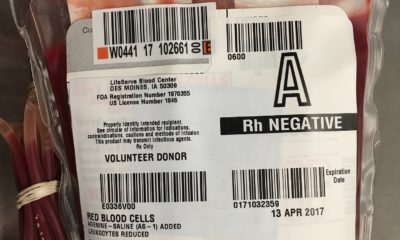 W0441 17 102661 00 E
0600
A
LifeServe Blood Center
DES MOINES, IA 50309
FDA Registration Number 1970355
US License Number 1646
Rh NEGATIVE
Properly identify intended recipient.
See circular of information for indications,
contraindications, cautions and methods of infusion.
This product may transmit infectious agents.
Rx Only
VOLUNTEER DONOR
E0336V00
RED BLOOD CELLS
ADENINE-SALINE (AS-1) ADDED
LEUKOCYTES REDUCED
Expiration
Date
0171032359
13 APR 2017